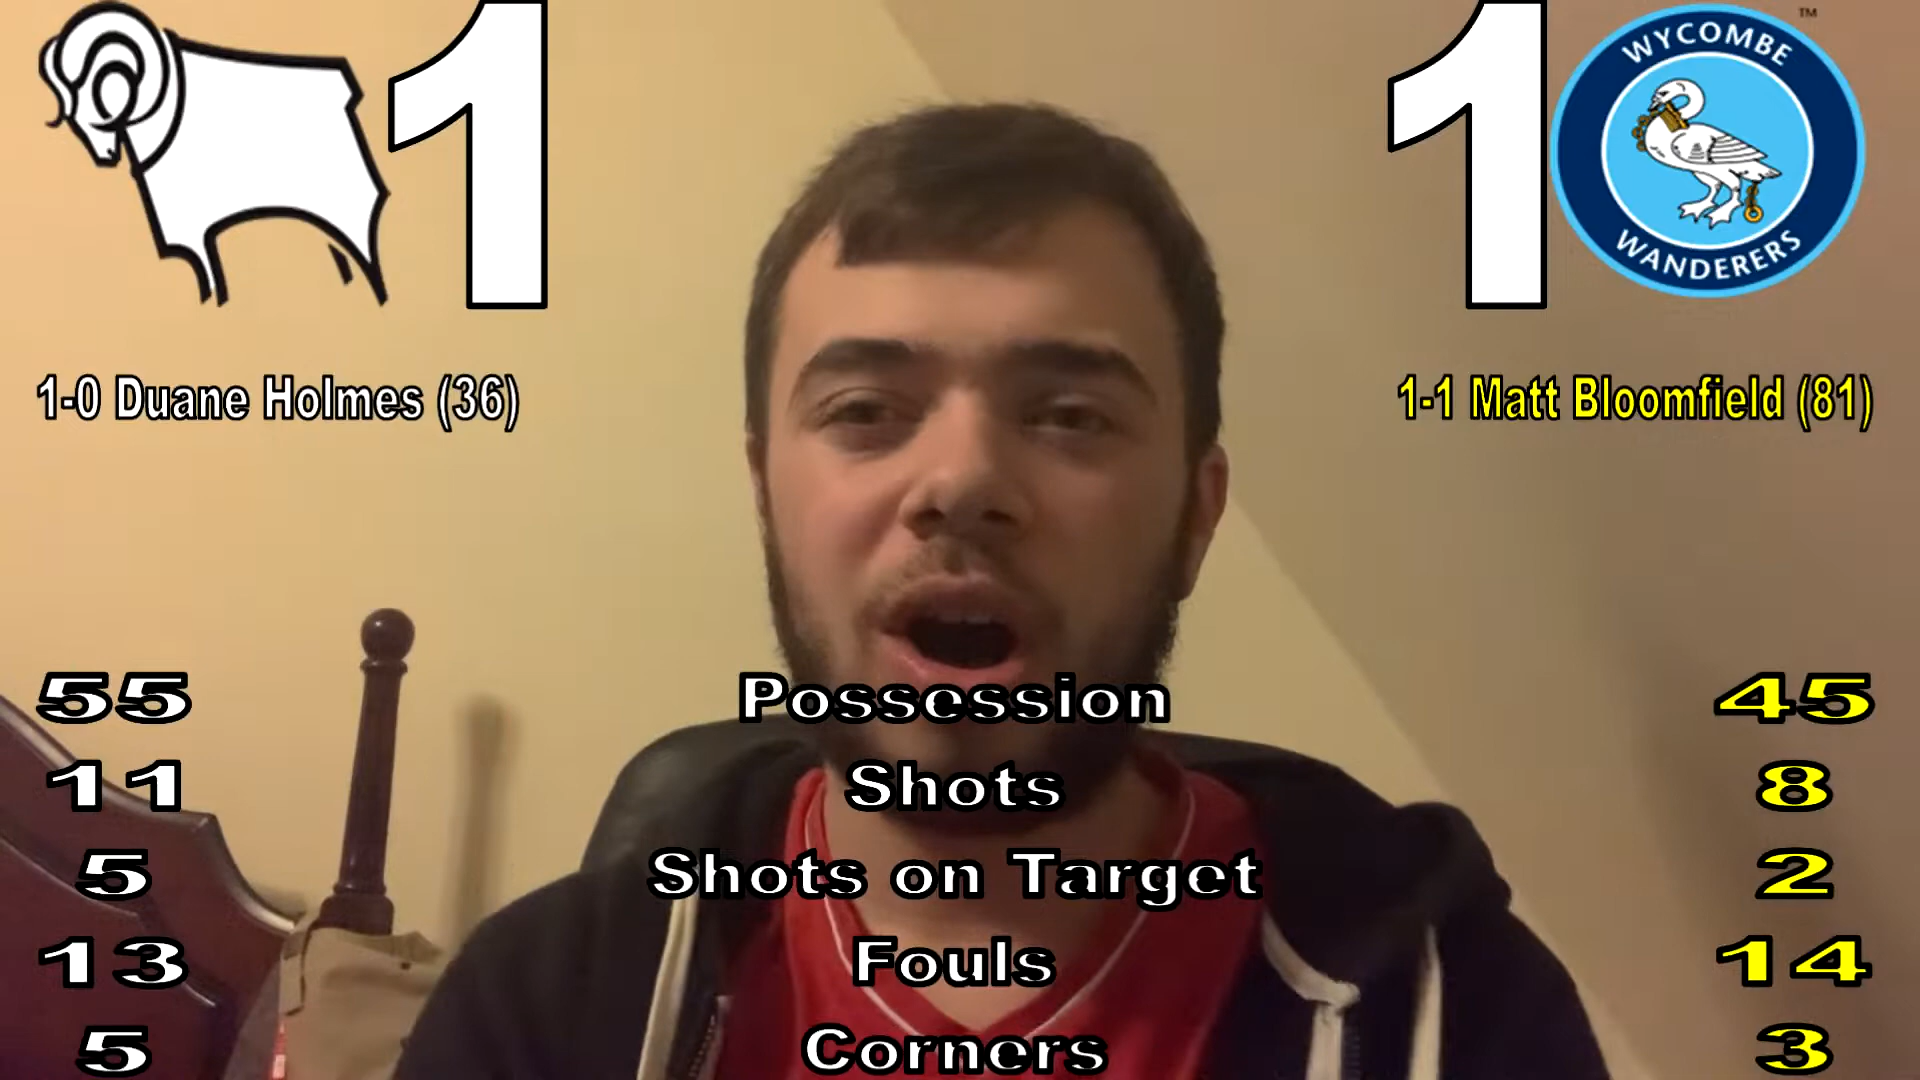 1 1
WYCOMBE
WANDERERS
TM
1-0 Duane Holmes (36)
1-1 Matt Bloomfield (81)
55 Possession 45
11 Shots 8
5 Shots on Target 2
13 Fouls 14
5 Corners 3